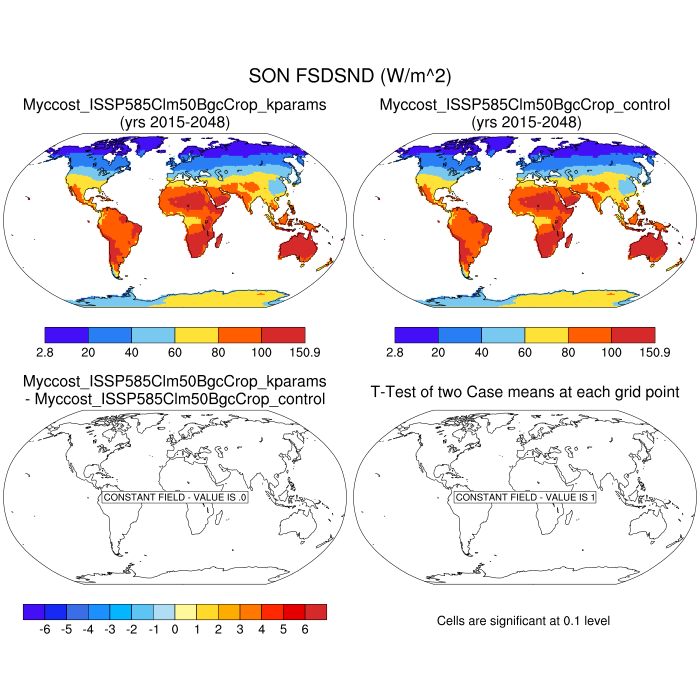 SON FSDSND (W/m^2)
Myccost_ISSP585Clm50BgcCrop_kparams
(yrs 2015-2048)
Myccost_ISSP585Clm50BgcCrop_control
(yrs 2015-2048)
2.8 20 40 60 80 100 150.9
2.8 20 40 60 80 100 150.9
Myccost_ISSP585Clm50BgcCrop_kparams
- Myccost_ISSP585Clm50BgcCrop_control
T-Test of two Case means at each grid point
CONSTANT FIELD - VALUE IS .0
CONSTANT FIELD - VALUE IS 1
-6 -5 -4 -3 -2 -1 0 1 2 3 4 5 6
Cells are significant at 0.1 level